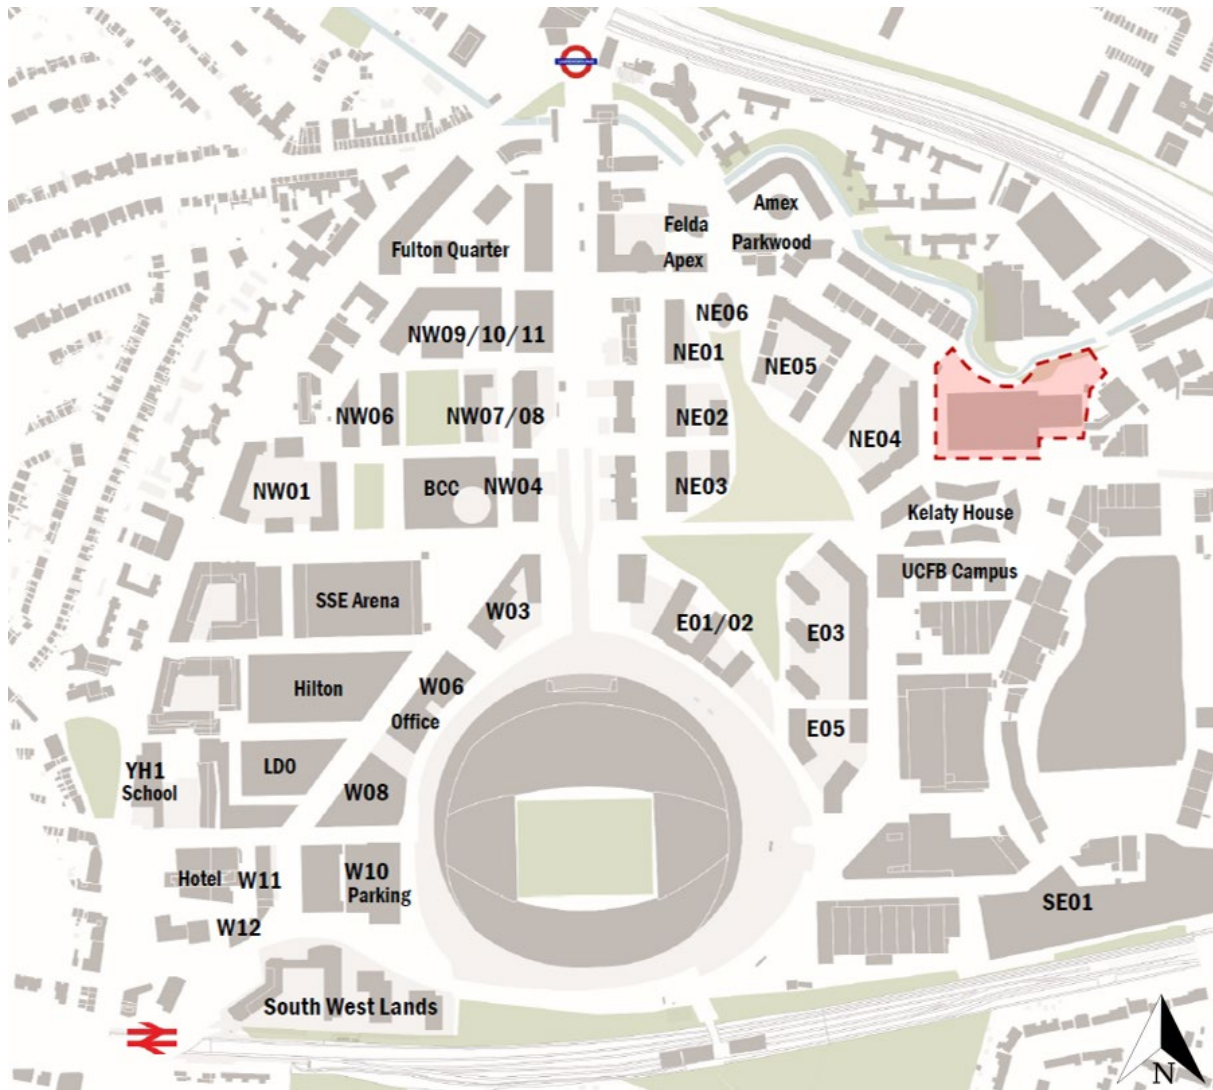 Amex
Felda
Parkwood
Fulton Quarter
Apex
NE06
NW09/10/11
NE01
NE05
NW06
NW07/08
NE02
NE04
NW01
BCC
NW04
NE03
Kelaty House
UCFB Campus
SSE Arena
W03
E01/02
E03
Hilton
W06
Office
E05
YH1
School
LDO
W08
Hotel
W11
W10
Parking
W12
SE01
South West Lands
N